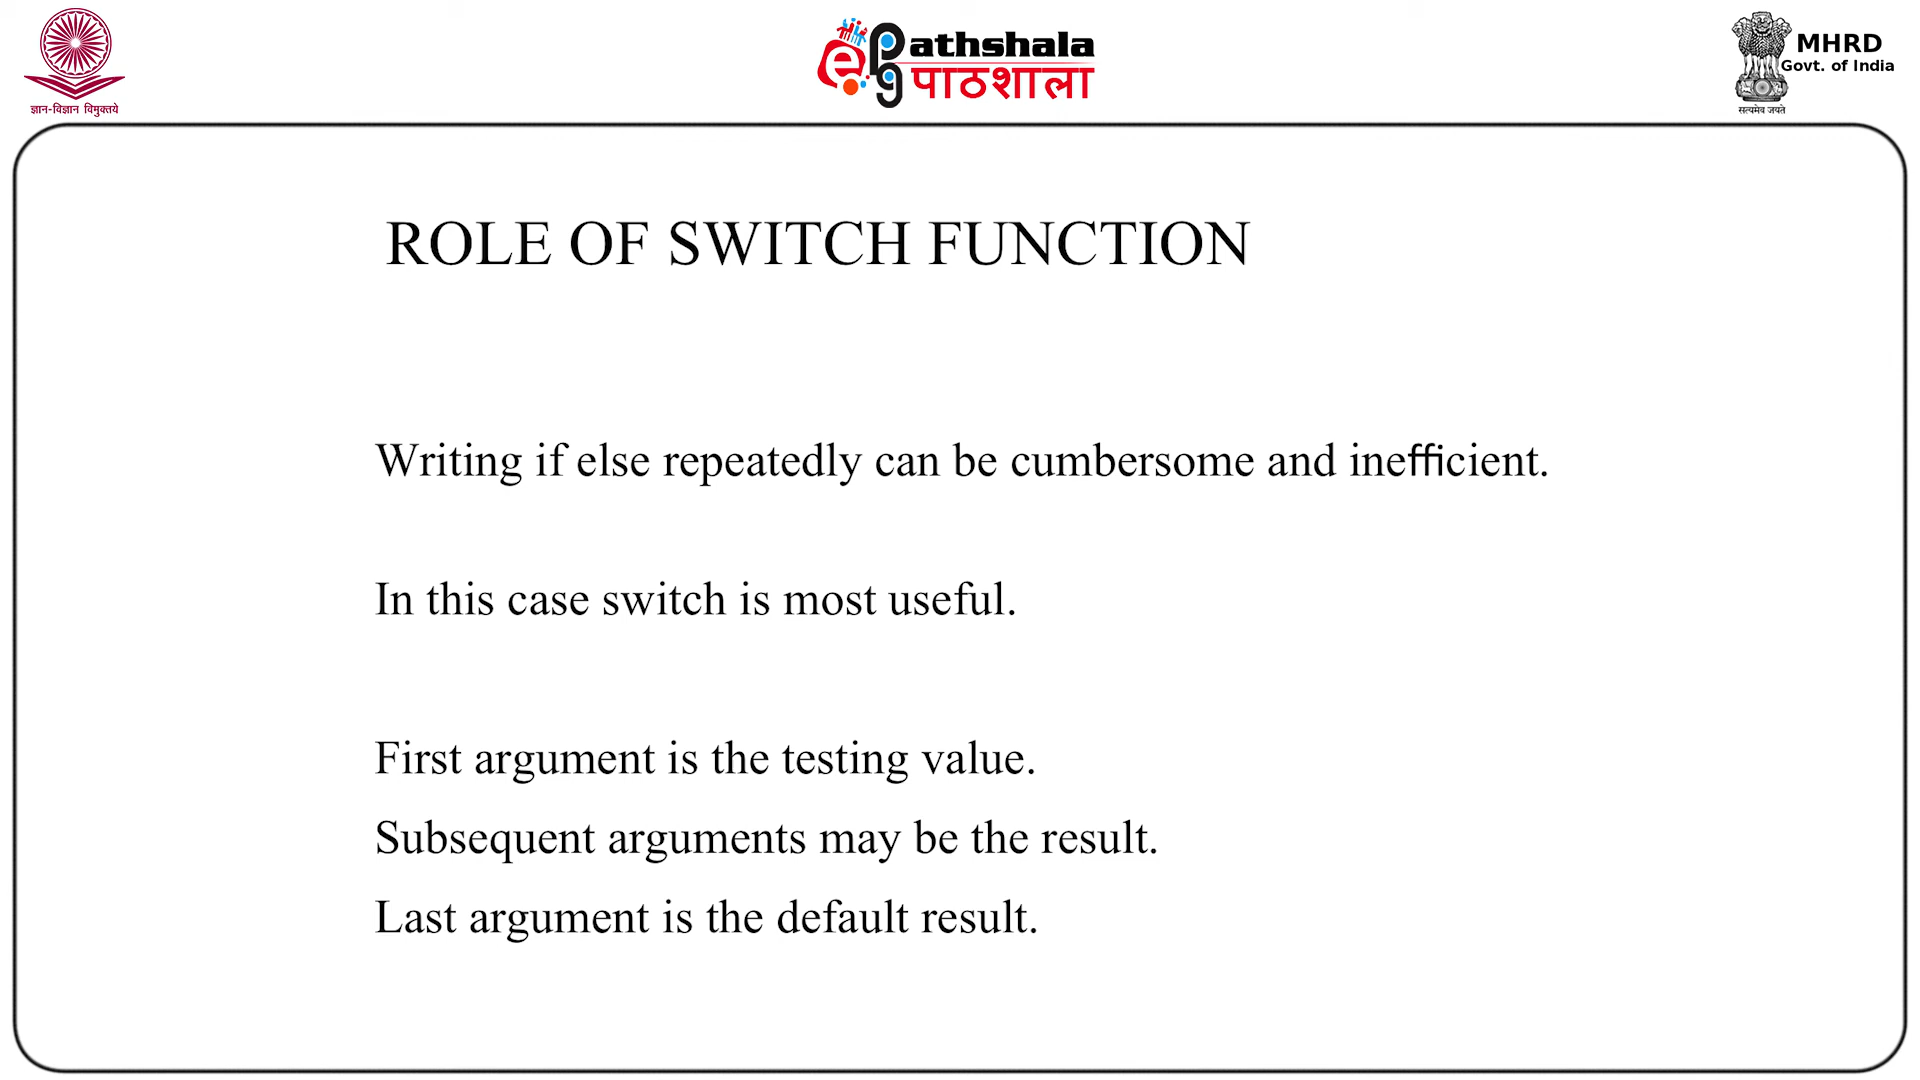 ज्ञान-विज्ञान विमुक्तये
ePathshala
पाठशाला
MHRD
Govt. of India
सत्यमेव जयते
ROLE OF SWITCH FUNCTION
Writing if else repeatedly can be cumbersome and inefficient.
In this case switch is most useful.
First argument is the testing value.
Subsequent arguments may be the result.
Last argument is the default result.